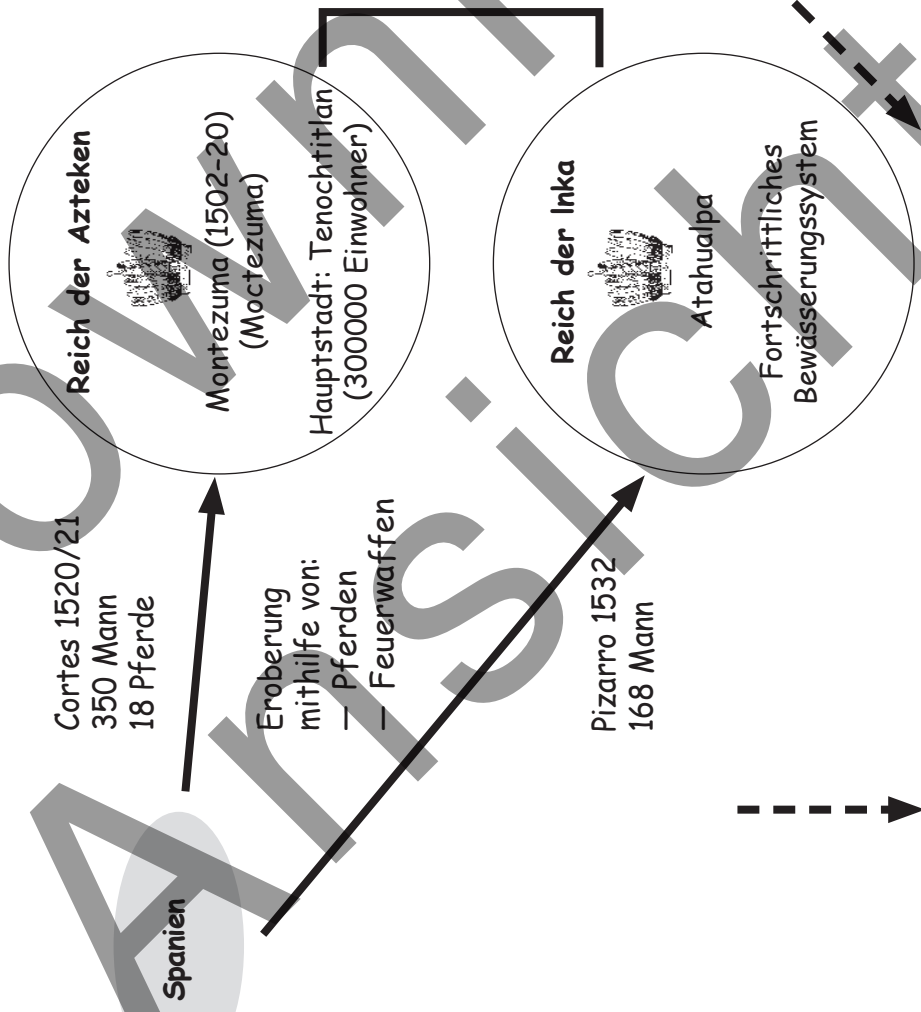 Spanien
Cortes 1520/21
350 Mann
18 Pferde
Eroberung
mithilfe von:
— Pferden
— Feuerwaffen
Pizarro 1532
168 Mann
Reich der Azteken
Montezuma (1502–20)
(Moctezuma)
Hauptstadt: Tenochtitlan
(300000 Einwohner)
Reich der Inka
Atahualpa
Fortschrittliches
Bewässerungssystem
Ansicht